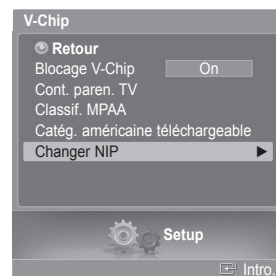 V-Chip
Retour
Blocage V-Chip On
Cont. paren. TV
Classif. MPAA
Catég. américaine téléchargeable
Changer NIP
Setup
Intro.